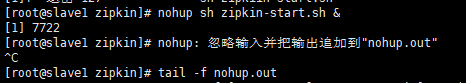 [root@slave1 zipkin]# nohup sh zipkin-start.sh &
[1] 7722
[root@slave1 zipkin]# nohup: 忽略输入并把输出追加到"nohup.out"
^C
[root@slave1 zipkin]# tail -f nohup.out